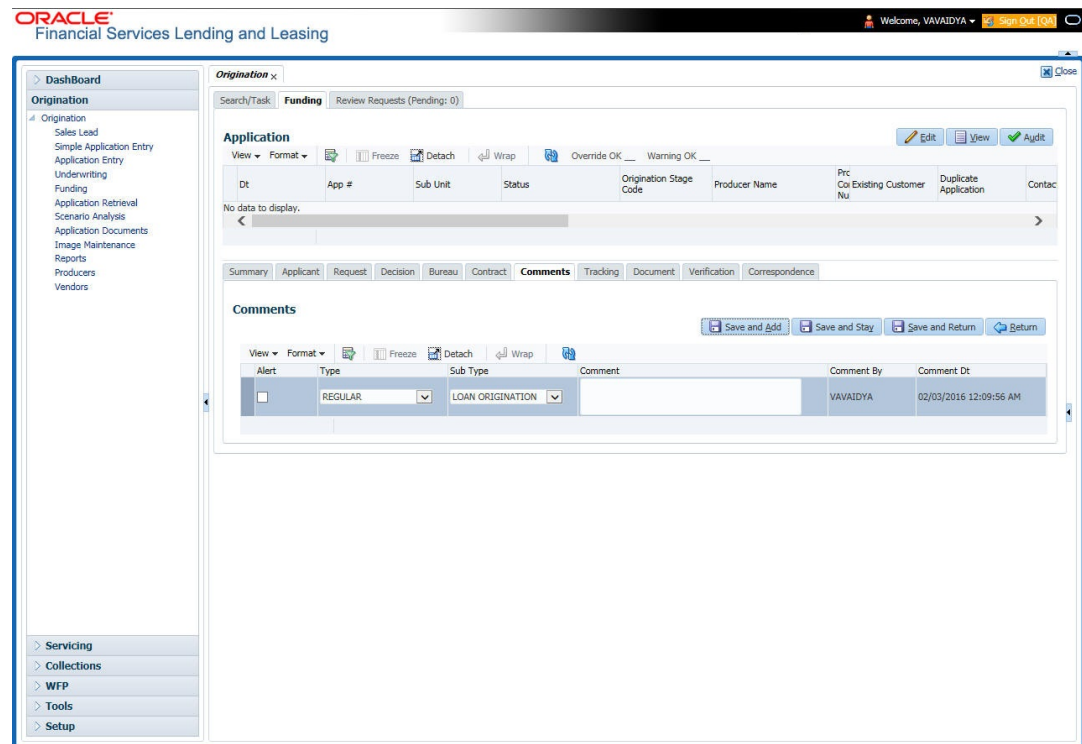 ORACLE
Financial Services Lending and Leasing
Welcome, VAVAIDYA Sign Out [QA]
Close
DashBoard
Origination
Origination
Sales Lead
Simple Application Entry
Application Entry
Underwriting
Funding
Application Retrieval
Scenario Analysis
Application Documents
Image Maintenance
Reports
Producers
Vendors
Servicing
Collections
WFP
Tools
Setup
Origination x
Search/Task Funding Review Requests (Pending: 0)
Application
Edit View Audit
View Format Freeze Detach Wrap Override OK __ Warning OK __
Dt App # Sub Unit Status Origination Stage Code Producer Name Prc Coi Nu Existing Customer Duplicate Application Contac
No data to display.
Summary Applicant Request Decision Bureau Contract Comments Tracking Document Verification Correspondence
Comments
Save and Add Save and Stay Save and Return Return
View Format Freeze Detach Wrap
Alert Type Sub Type Comment Comment By Comment Dt
REGULAR LOAN ORIGINATION VAVAIDYA 02/03/2016 12:09:56 AM